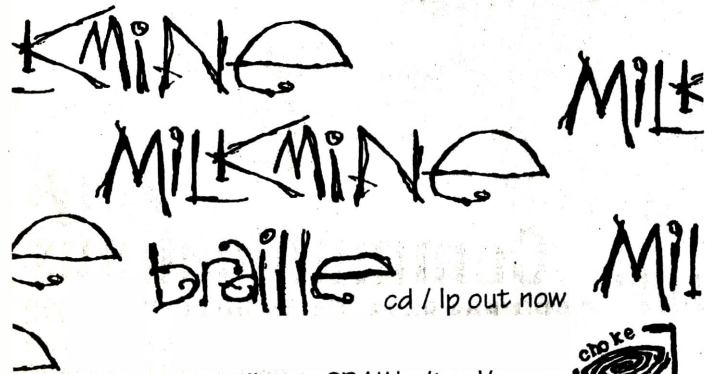 KMiNe
MiLK
MiLKMiNe
MiL
braille
cd / lp out now
choke